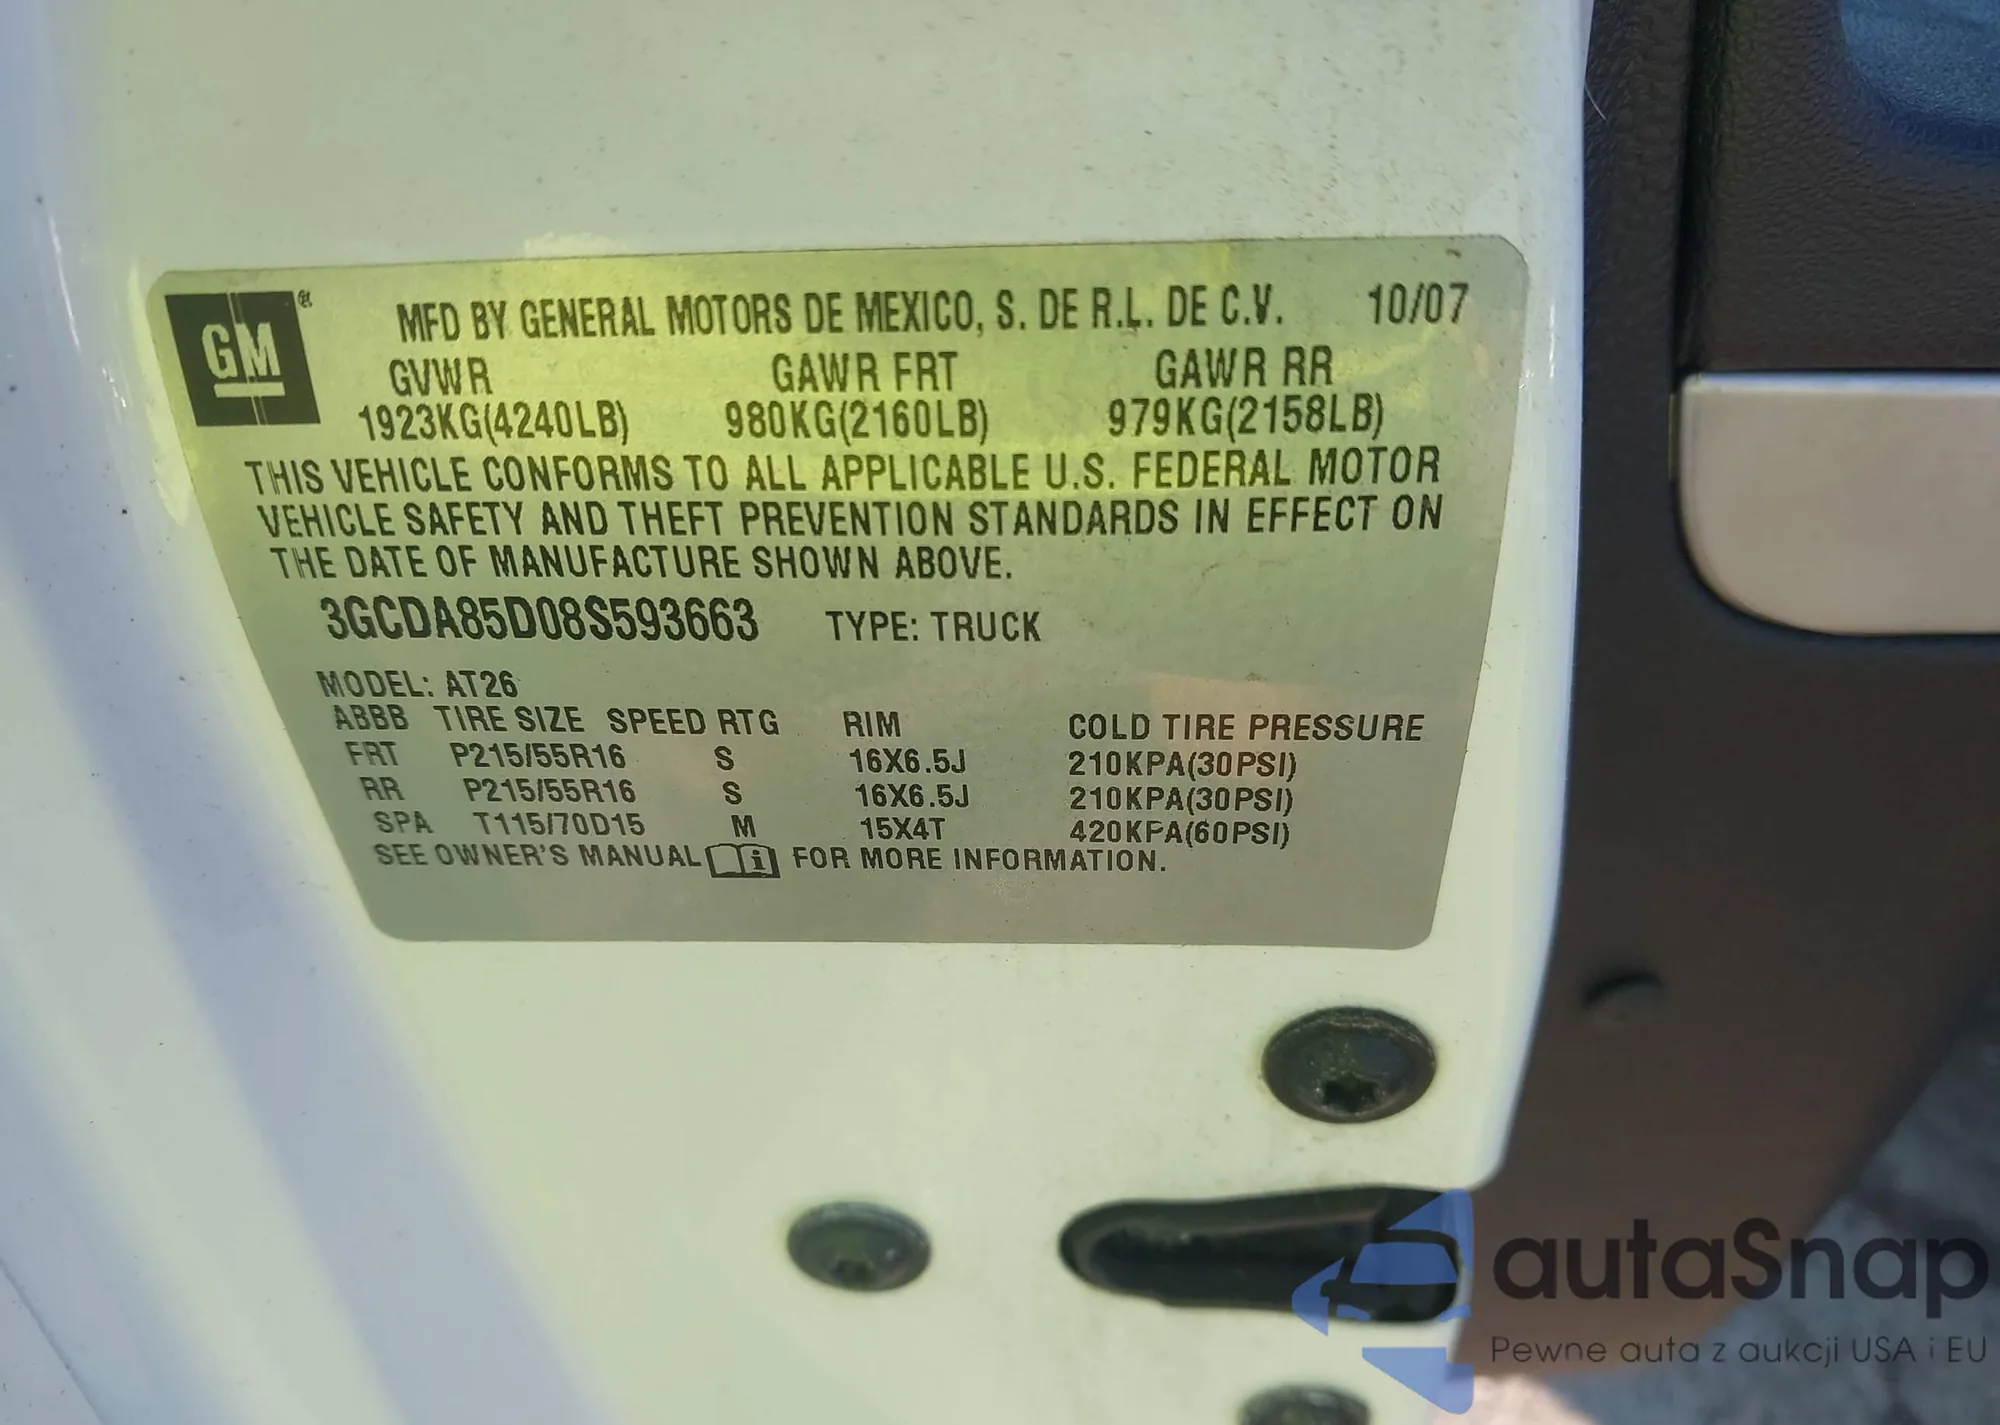 GM ®
MFD BY GENERAL MOTORS DE MEXICO, S. DE R.L. DE C.V. 10/07
GVWR GAWR FRT GAWR RR
1923KG(4240LB) 980KG(2160LB) 979KG(2158LB)
THIS VEHICLE CONFORMS TO ALL APPLICABLE U.S. FEDERAL MOTOR
VEHICLE SAFETY AND THEFT PREVENTION STANDARDS IN EFFECT ON
THE DATE OF MANUFACTURE SHOWN ABOVE.
3GCDA85D08S593663 TYPE: TRUCK
MODEL: AT26
ABBB TIRE SIZE SPEED RTG RIM COLD TIRE PRESSURE
FRT P215/55R16 S 16X6.5J 210KPA(30PSI)
RR P215/55R16 S 16X6.5J 210KPA(30PSI)
SPA T115/70D15 M 15X4T 420KPA(60PSI)
SEE OWNER'S MANUAL i FOR MORE INFORMATION.
autaSnap
Pewne auta z aukcji USA i EU